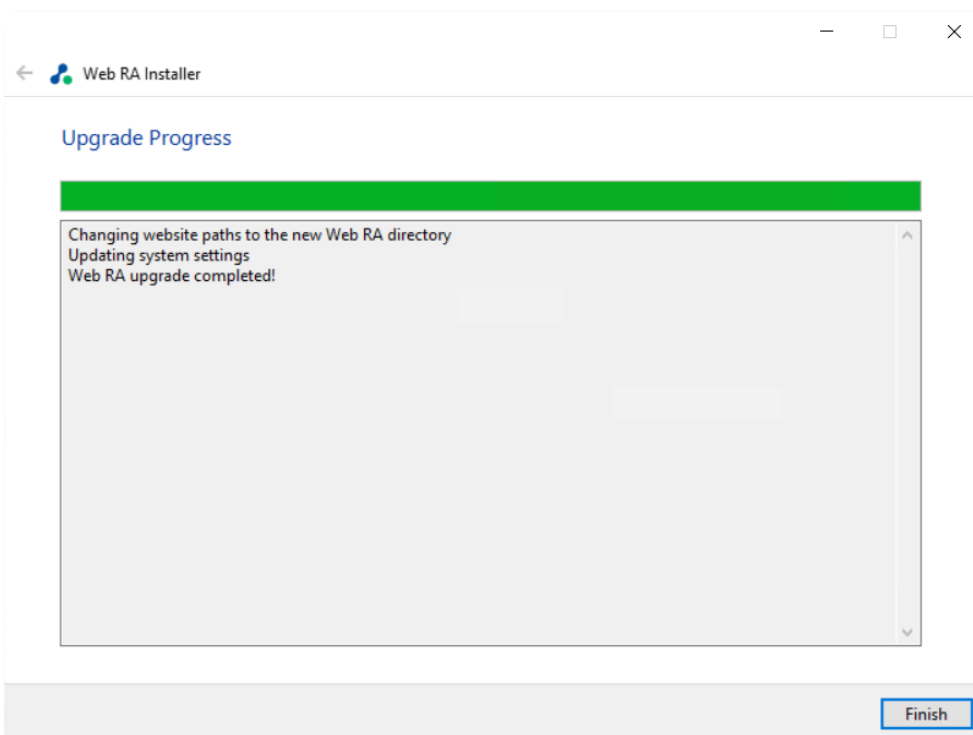 Web RA Installer
Upgrade Progress
Changing website paths to the new Web RA directory
Updating system settings
Web RA upgrade completed!
Finish